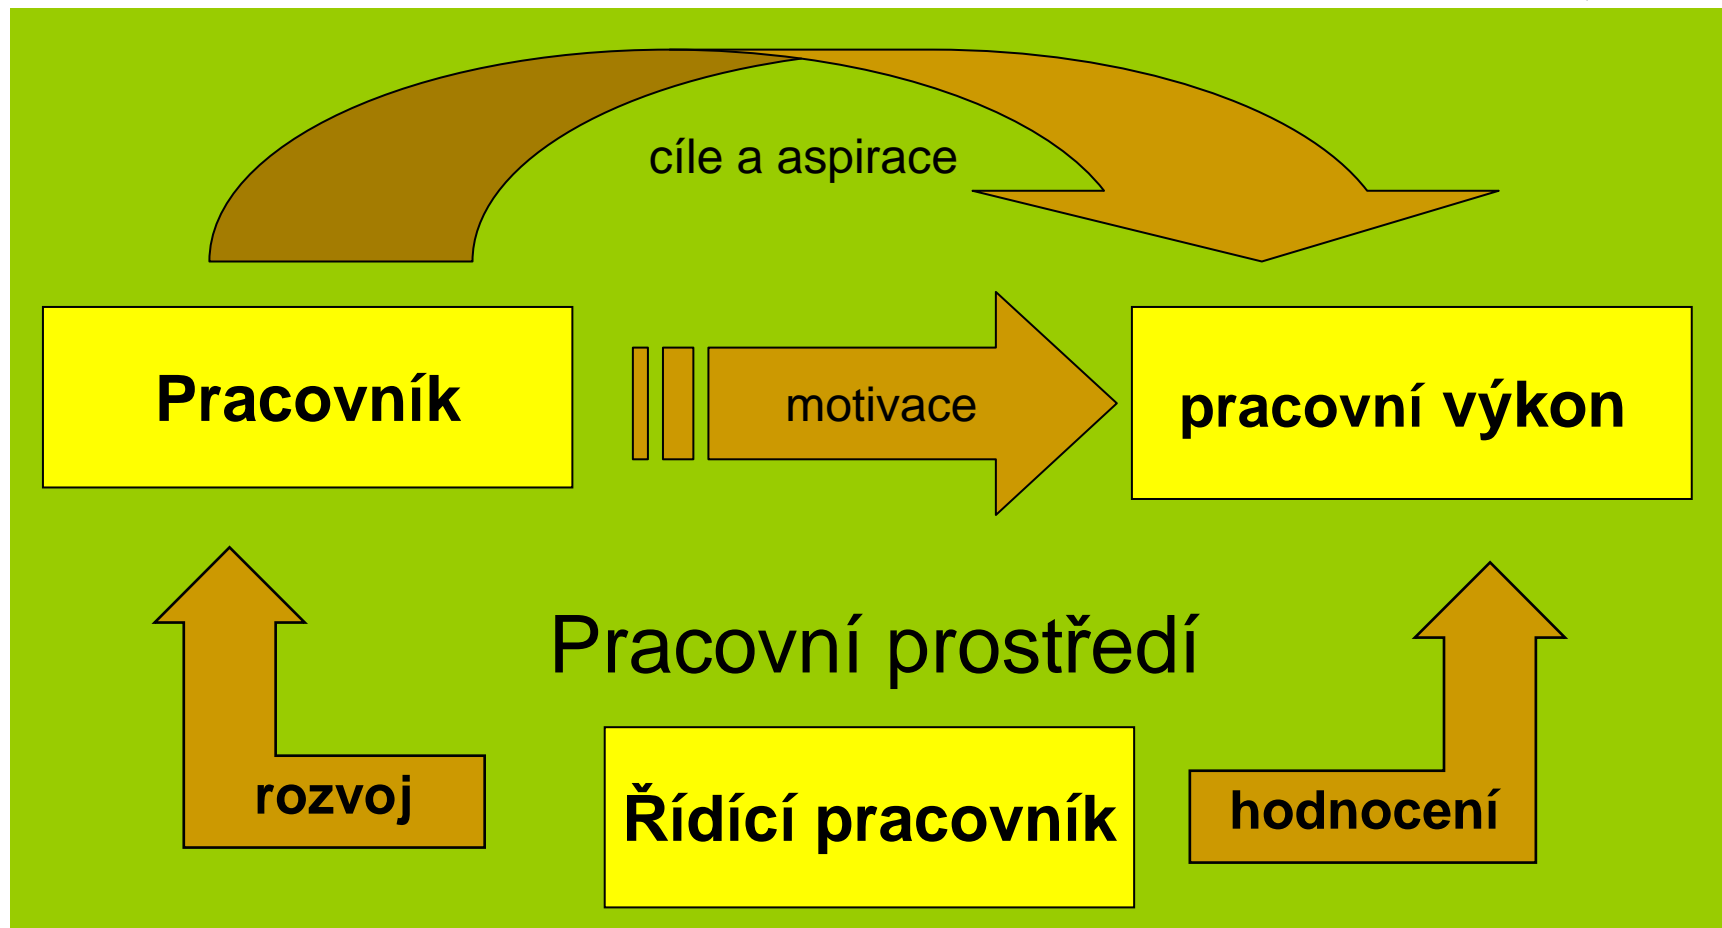 cíle a aspirace
Pracovník
motivace
pracovní výkon
Pracovní prostředí
rozvoj
Řídící pracovník
hodnocení